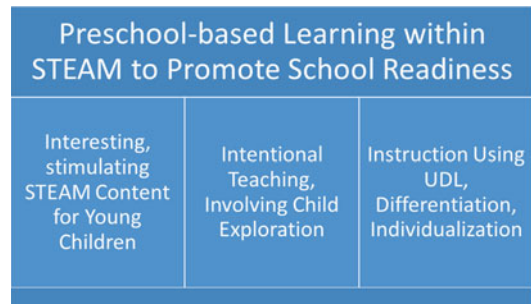 Preschool-based Learning within
STEAM to Promote School Readiness
Interesting,
stimulating
STEAM Content
for Young
Children
Intentional
Teaching,
Involving Child
Exploration
Instruction Using
UDL,
Differentiation,
Individualization